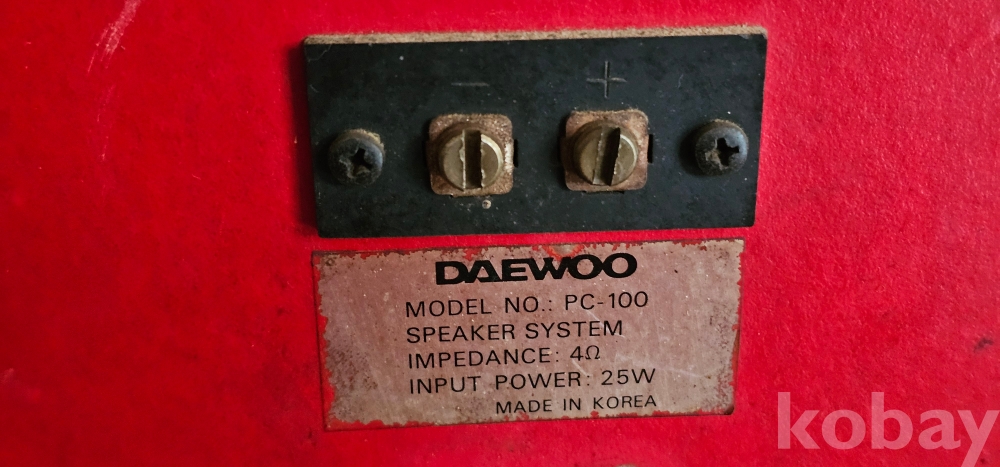 − +
DAEWOO
MODEL NO.: PC-100
SPEAKER SYSTEM
IMPEDANCE: 4Ω
INPUT POWER: 25W
MADE IN KOREA
kobay